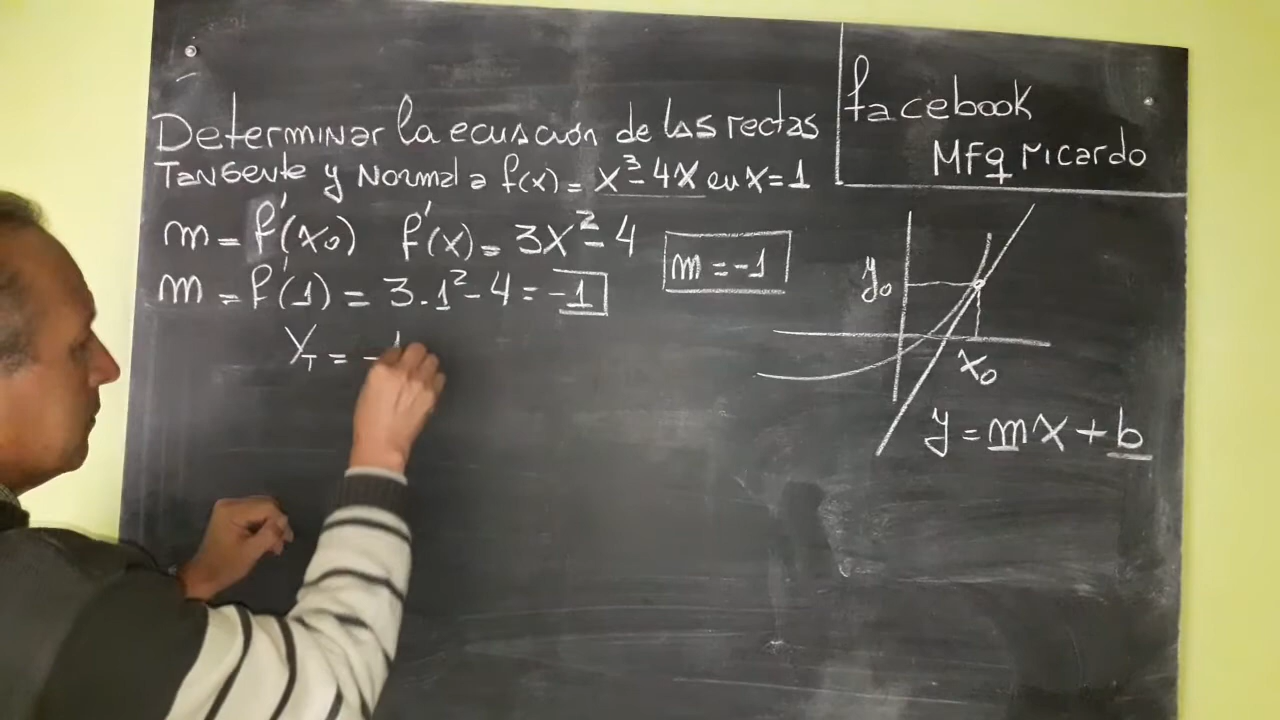 Determinar la ecuación de las rectas
Tangente y Normal a f(x) = x³-4x en x=1
m = f'(x₀) f'(x) = 3x²-4
m = f'(1) = 3.1²-4 = -1
m = -1
Y_T = -1
facebook
Mfq ricardo
y₀
x₀
y = mx + b